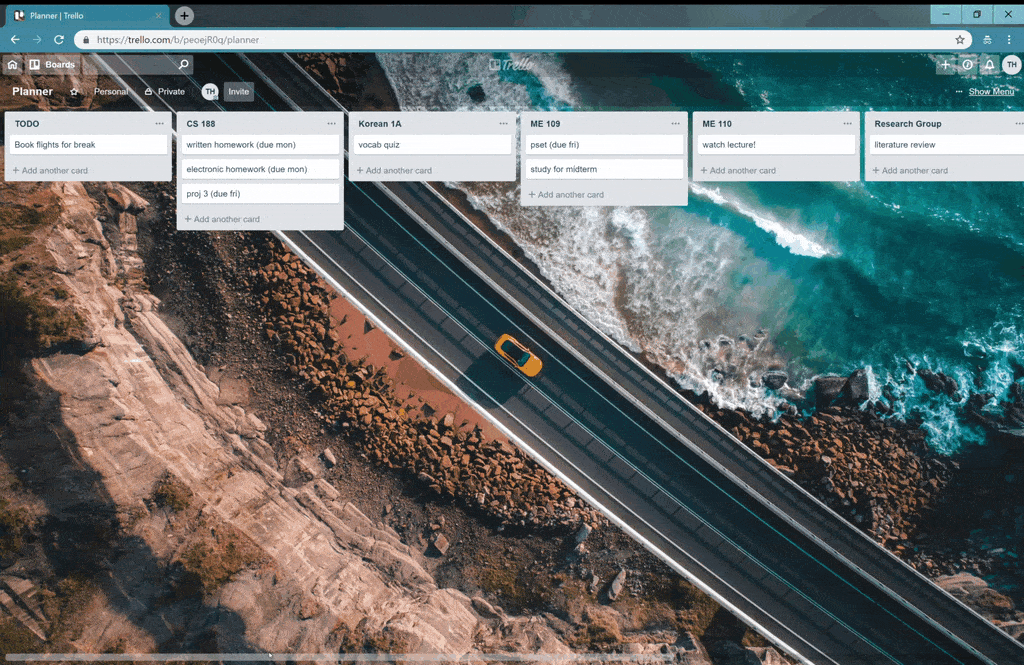 Planner | Trello
https://trello.com/b/peoejR0q/planner
Boards
Trello
TH
Planner
Personal
Private
TH
Invite
... Show Menu
TODO
Book flights for break
+ Add another card
CS 188
written homework (due mon)
electronic homework (due mon)
proj 3 (due fri)
+ Add another card
Korean 1A
vocab quiz
+ Add another card
ME 109
pset (due fri)
study for midterm
+ Add another card
ME 110
watch lecture!
+ Add another card
Research Group
literature review
+ Add another card